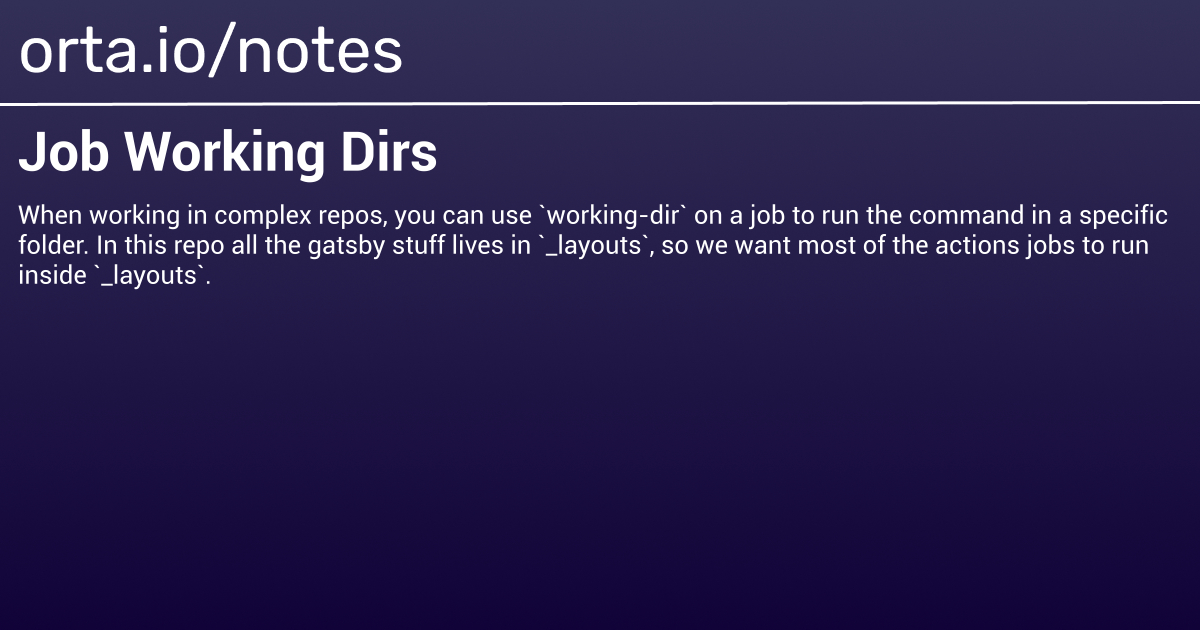 orta.io/notes
Job Working Dirs
When working in complex repos, you can use `working-dir` on a job to run the command in a specific
folder. In this repo all the gatsby stuff lives in `_layouts`, so we want most of the actions jobs to run
inside `_layouts`.